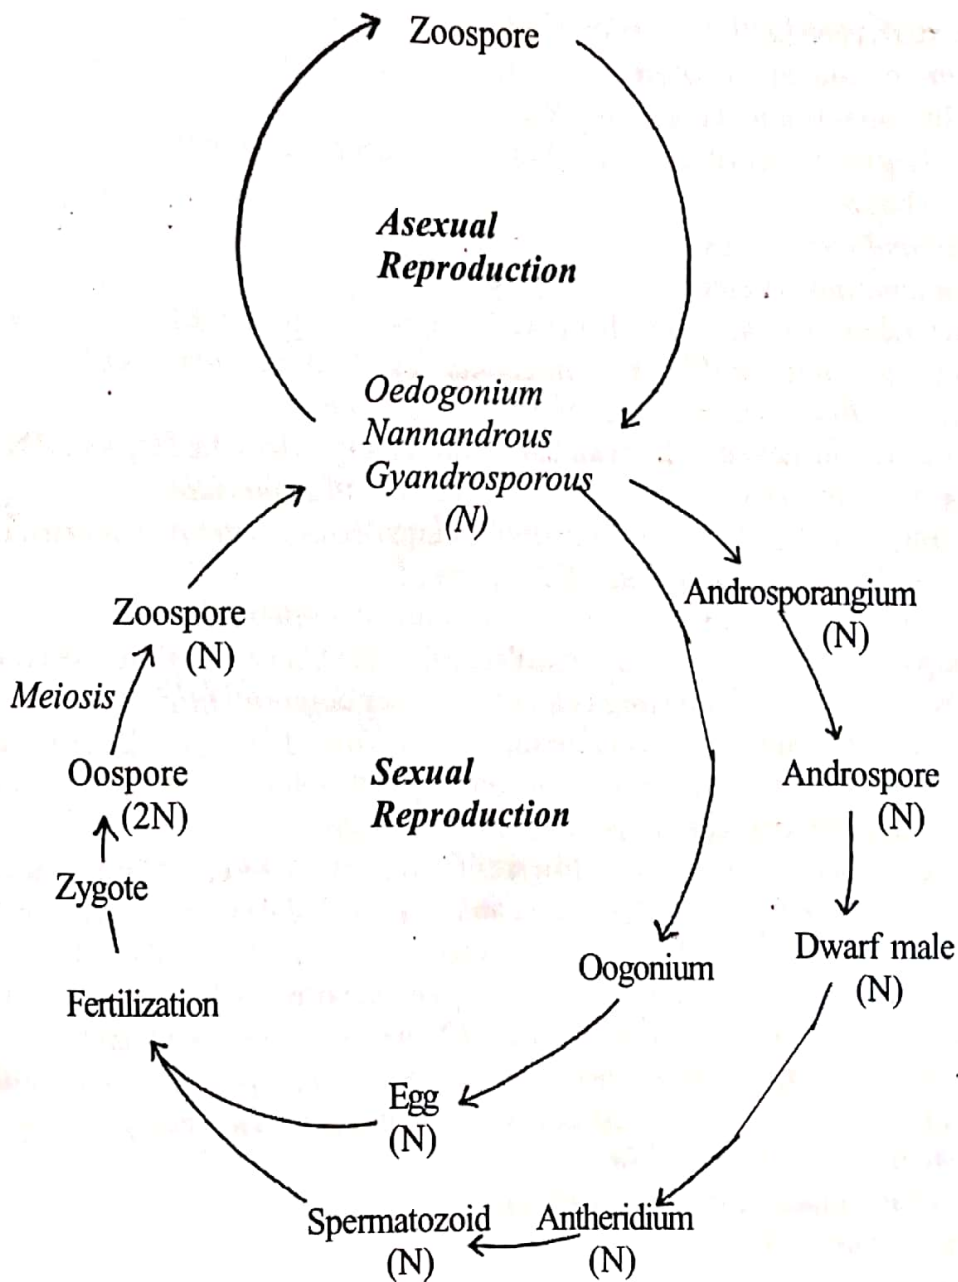 Zoospore
Asexual
Reproduction
Oedogonium
Nannandrous
Gyandrosporous
(N)
Androsporangium
(N)
Zoospore
(N)
Meiosis
Oospore
(2N)
Sexual
Reproduction
Androspore
(N)
Zygote
Dwarf male
(N)
Oogonium
Fertilization
Egg
(N)
Spermatozoid
(N)
Antheridium
(N)